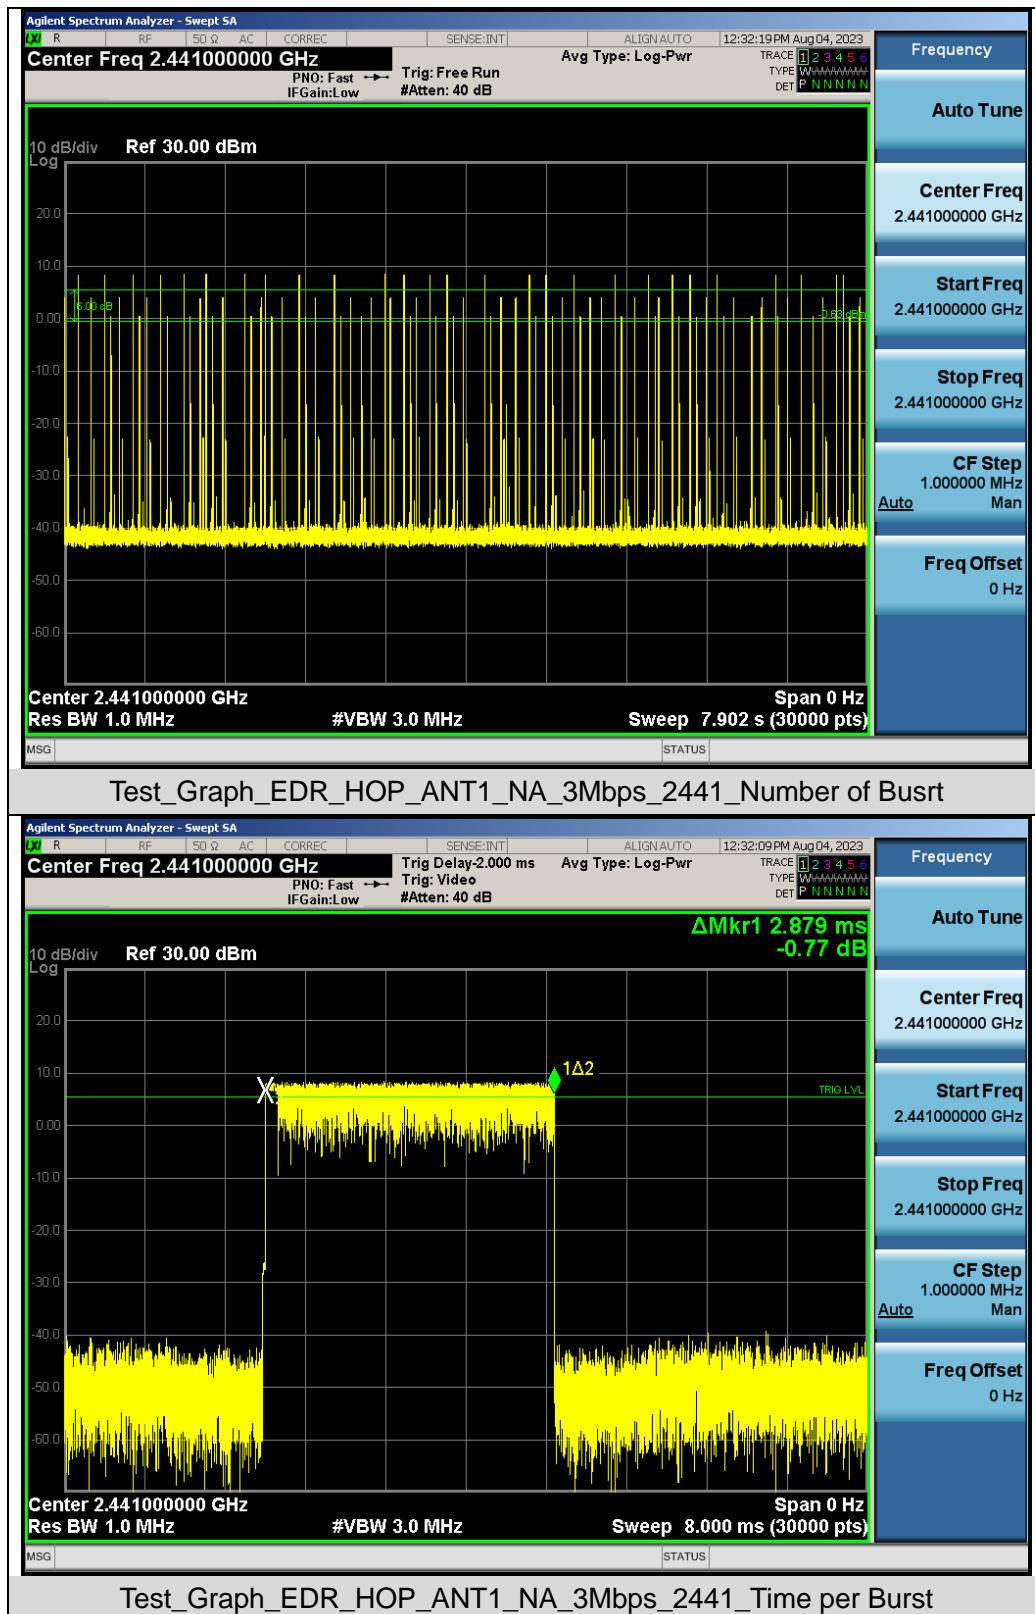 Agilent Spectrum Analyzer - Swept SA
LXI R RF 50 Ω AC CORREC SENSE:INT ALIGN AUTO 12:32:19 PM Aug 04, 2023
Center Freq 2.441000000 GHz Avg Type: Log-Pwr TRACE 1 2 3 4 5 6
PNO: Fast Trig: Free Run TYPE WWWWWW
IFGain:Low #Atten: 40 dB DET P N N N N N
Frequency
Auto Tune
10 dB/div Ref 30.00 dBm
Log
20.0
10.0
6.00 dB
0.00
-0.63 dBm
-10.0
-20.0
-30.0
-40.0
-50.0
-60.0
Center Freq
2.441000000 GHz
Start Freq
2.441000000 GHz
Stop Freq
2.441000000 GHz
CF Step
1.000000 MHz
Auto Man
Freq Offset
0 Hz
Center 2.441000000 GHz Span 0 Hz
Res BW 1.0 MHz #VBW 3.0 MHz Sweep 7.902 s (30000 pts)
MSG STATUS
Test_Graph_EDR_HOP_ANT1_NA_3Mbps_2441_Number of Busrt
Agilent Spectrum Analyzer - Swept SA
LXI R RF 50 Ω AC CORREC SENSE:INT ALIGN AUTO 12:32:09 PM Aug 04, 2023
Center Freq 2.441000000 GHz Trig Delay-2.000 ms Avg Type: Log-Pwr TRACE 1 2 3 4 5 6
PNO: Fast Trig: Video TYPE WWWWWW
IFGain:Low #Atten: 40 dB DET P N N N N N
Frequency
Auto Tune
ΔMkr1 2.879 ms
-0.77 dB
10 dB/div Ref 30.00 dBm
Log
20.0
10.0
1Δ2
TRIG LVL
0.00
-10.0
-20.0
-30.0
-40.0
-50.0
-60.0
Center Freq
2.441000000 GHz
Start Freq
2.441000000 GHz
Stop Freq
2.441000000 GHz
CF Step
1.000000 MHz
Auto Man
Freq Offset
0 Hz
Center 2.441000000 GHz Span 0 Hz
Res BW 1.0 MHz #VBW 3.0 MHz Sweep 8.000 ms (30000 pts)
MSG STATUS
Test_Graph_EDR_HOP_ANT1_NA_3Mbps_2441_Time per Burst